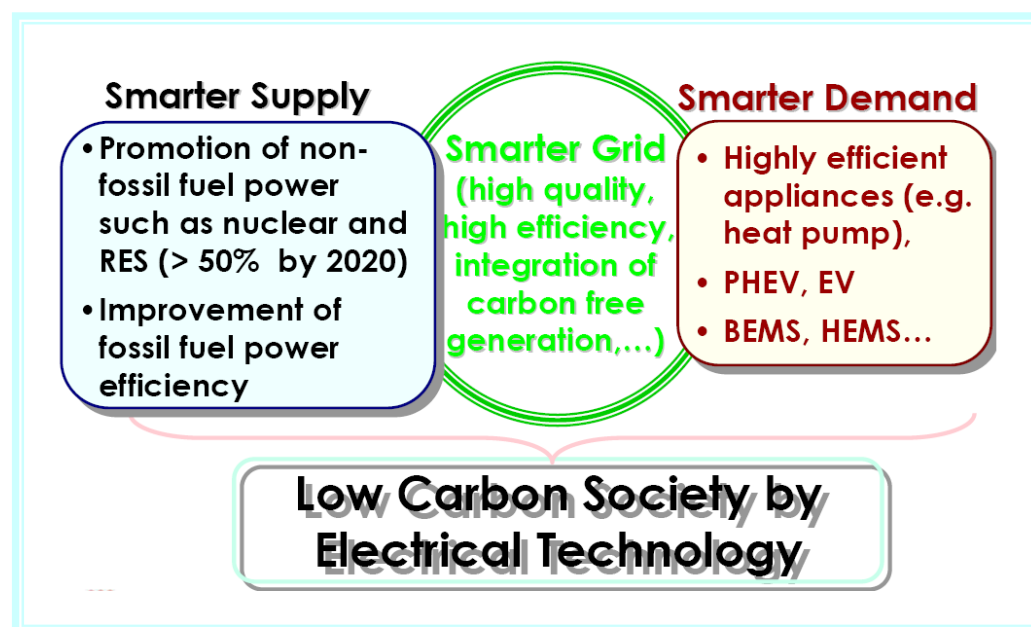 Smarter Supply
•Promotion of non-
fossil fuel power
such as nuclear and
RES (> 50% by 2020)
•Improvement of
fossil fuel power
efficiency
Smarter Grid
(high quality,
high efficiency,
integration of
carbon free
generation,...)
Smarter Demand
• Highly efficient
appliances (e.g.
heat pump),
• PHEV, EV
• BEMS, HEMS...
Low Carbon Society by
Electrical Technology